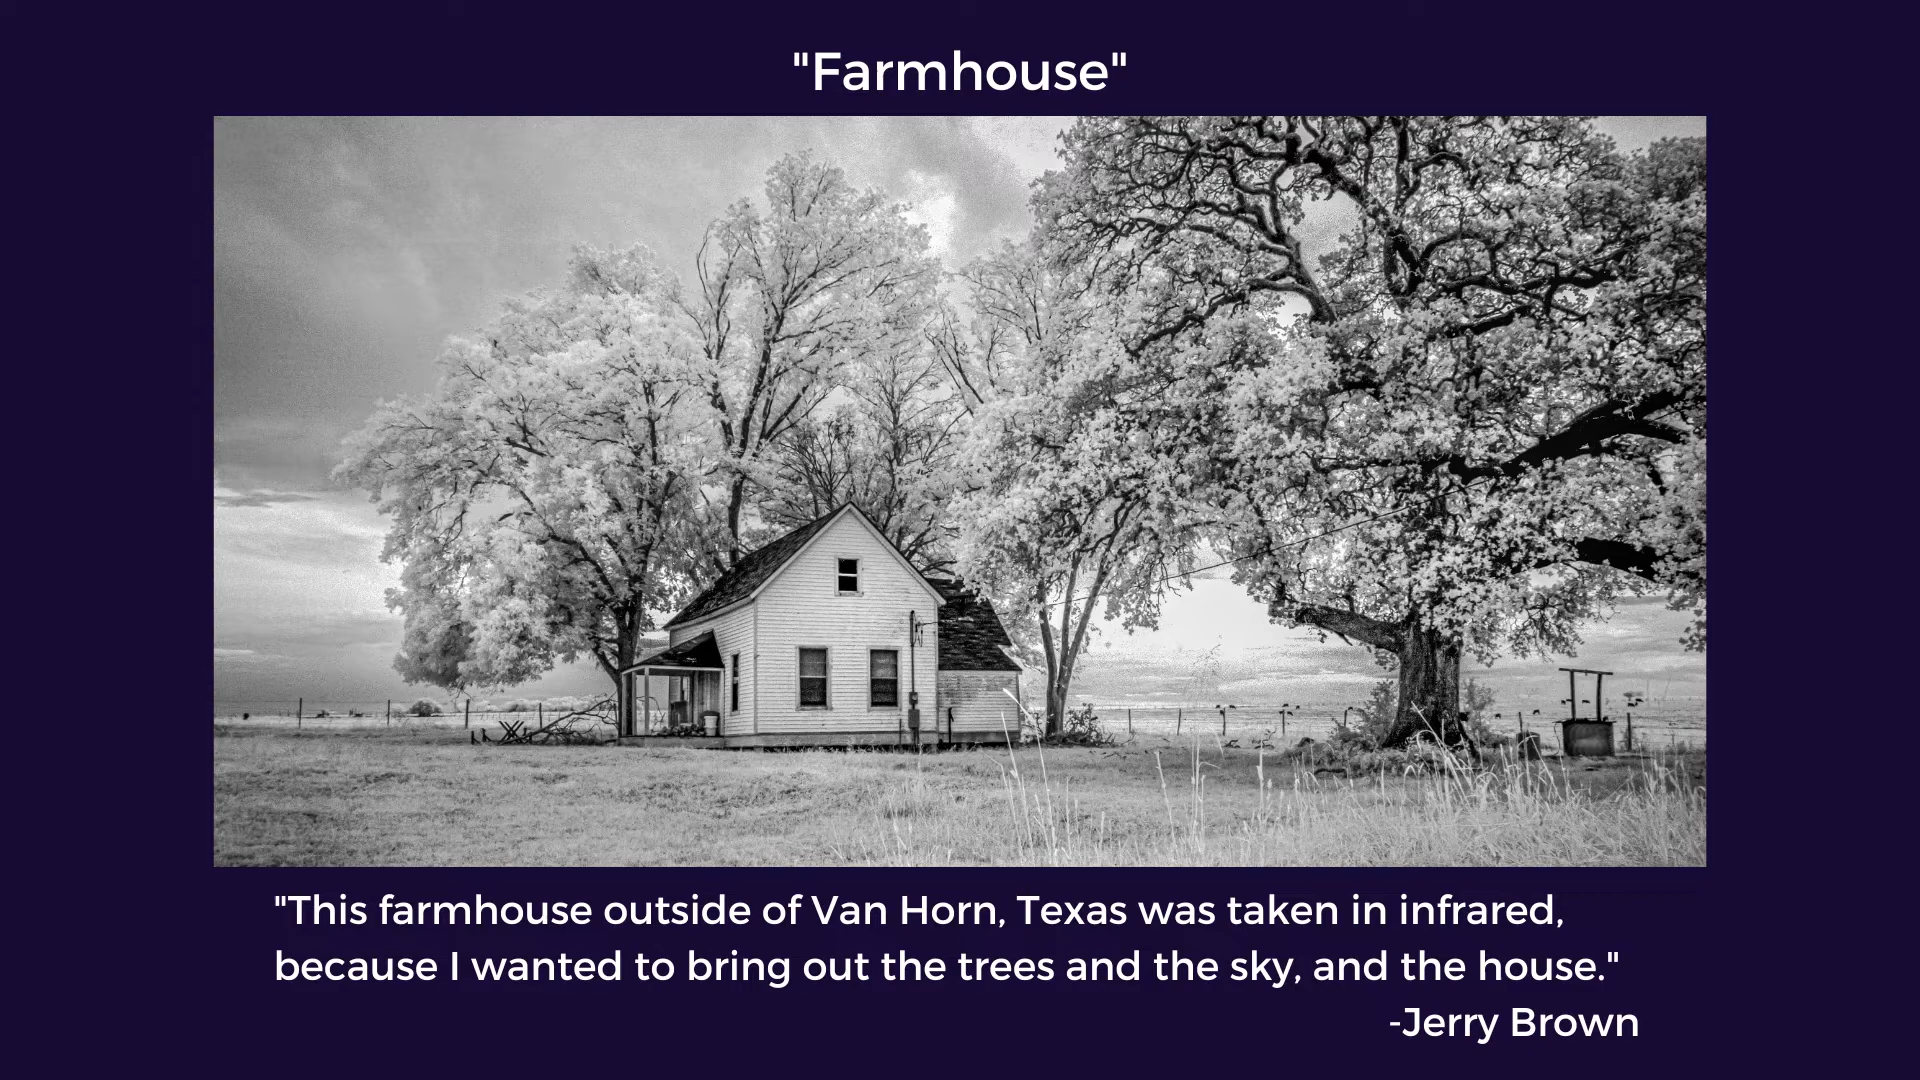 "Farmhouse"
"This farmhouse outside of Van Horn, Texas was taken in infrared,
because I wanted to bring out the trees and the sky, and the house."
-Jerry Brown